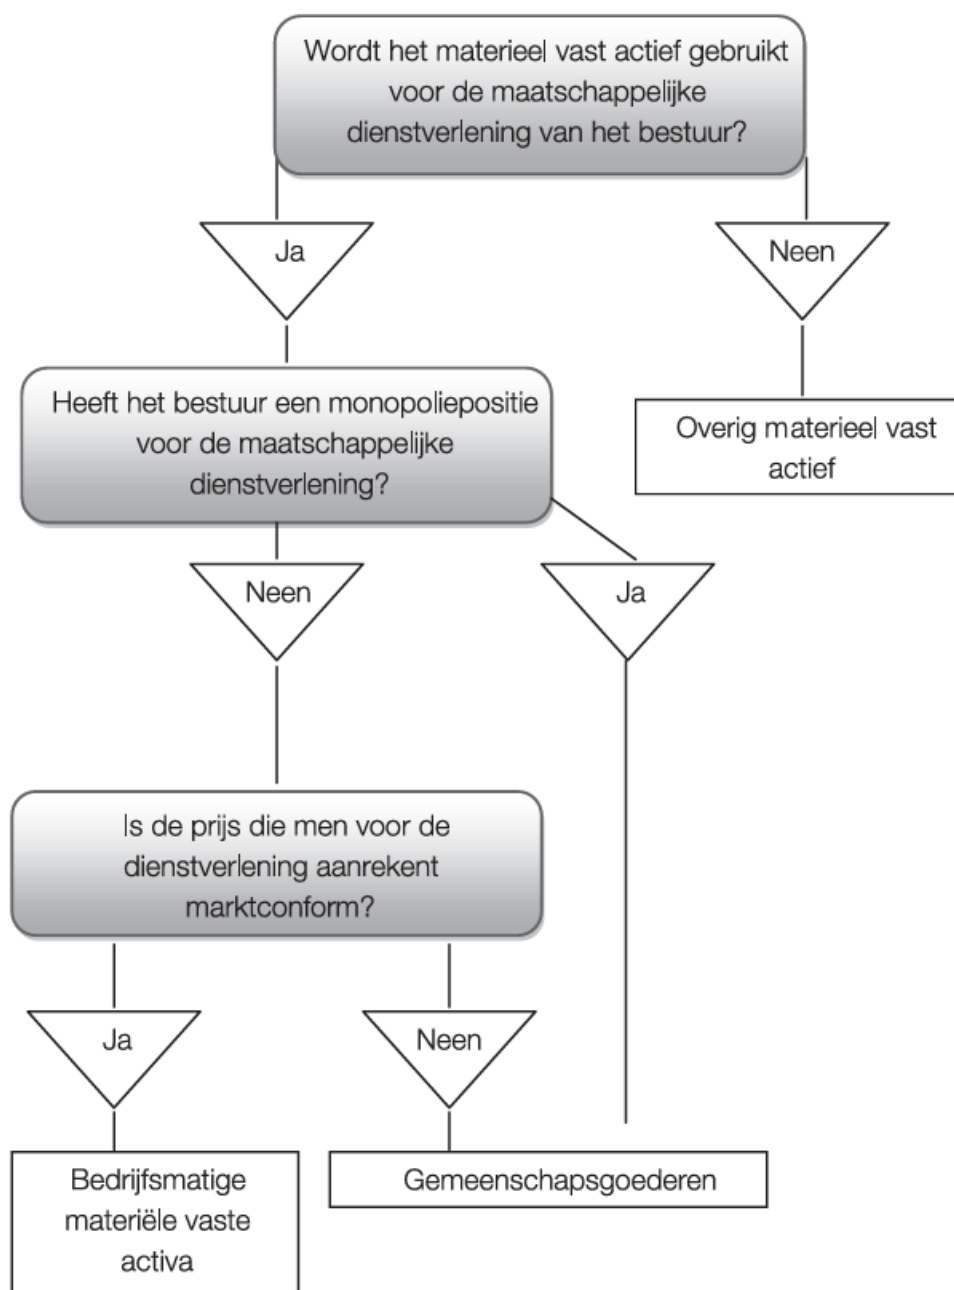 Wordt het materieel vast actief gebruikt
voor de maatschappelijke
dienstverlening van het bestuur?
Ja
Neen
Heeft het bestuur een monopoliepositie
voor de maatschappelijke
dienstverlening?
Overig materieel vast
actief
Neen
Ja
Is de prijs die men voor de
dienstverlening aanrekent
marktconform?
Ja
Neen
Bedrijfsmatige
materiële vaste
activa
Gemeenschapsgoederen